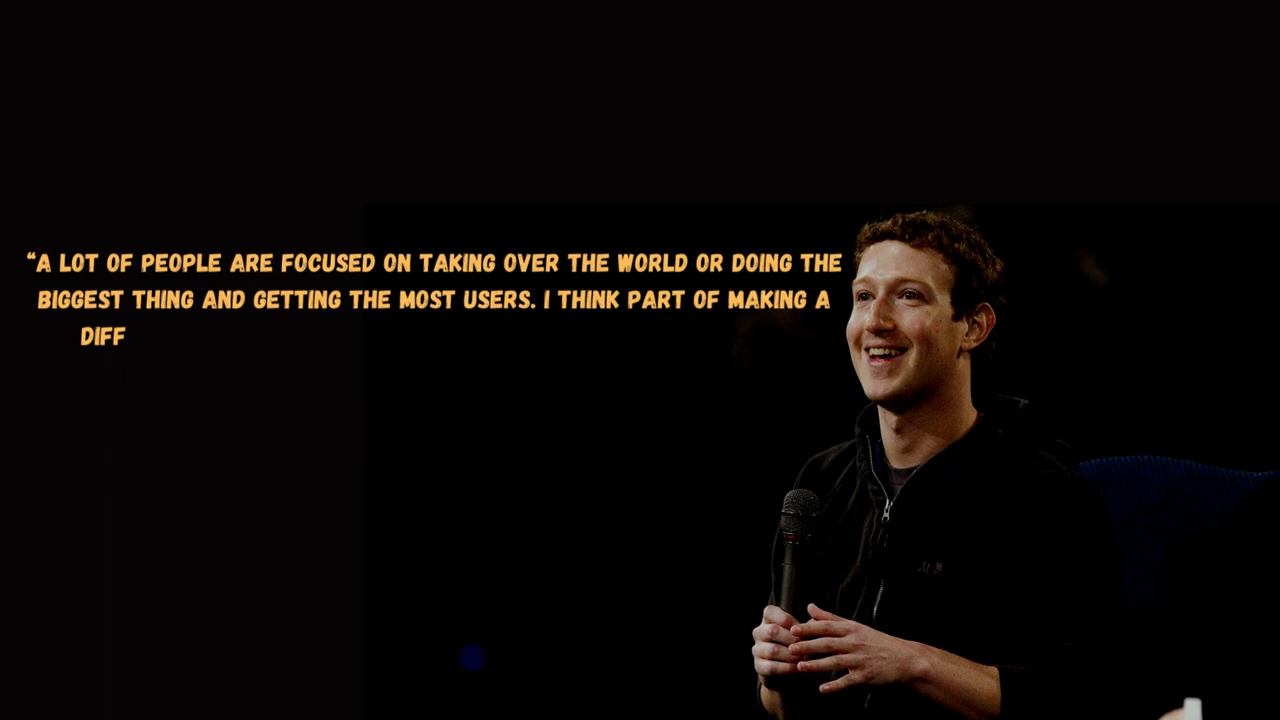 “A LOT OF PEOPLE ARE FOCUSED ON TAKING OVER THE WORLD OR DOING THE
BIGGEST THING AND GETTING THE MOST USERS. I THINK PART OF MAKING A
DIFF